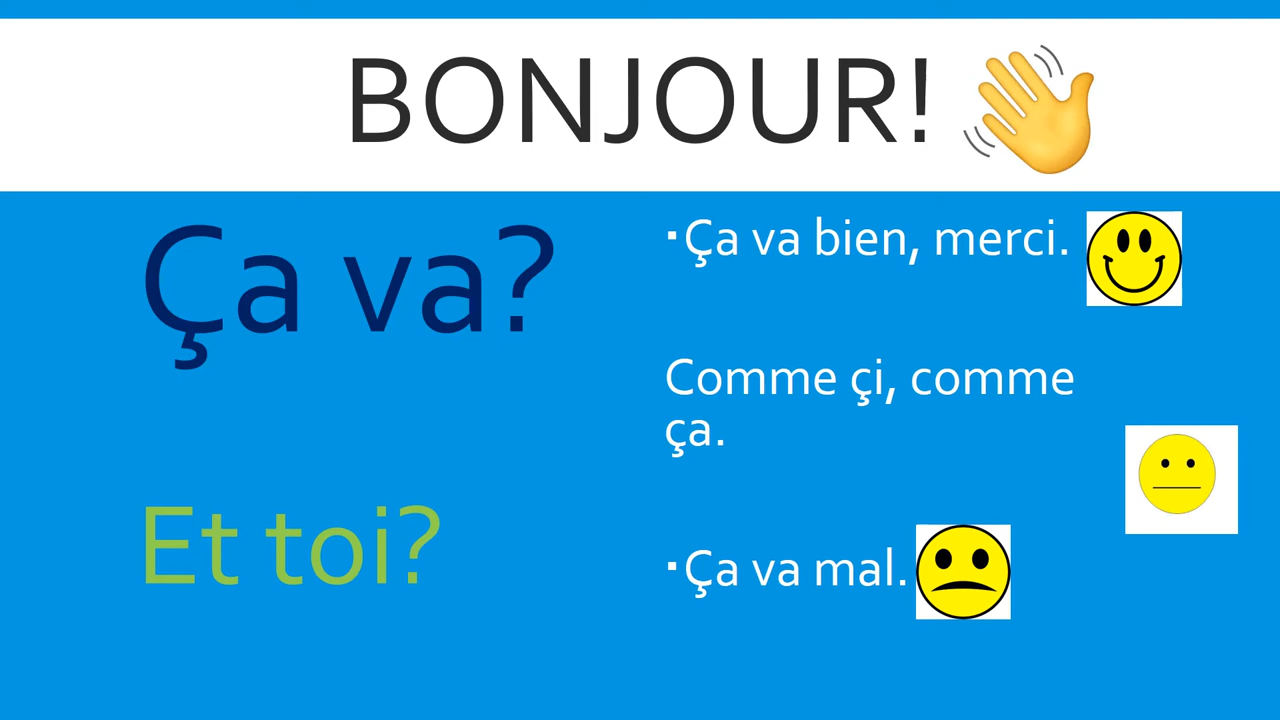 BONJOUR!
Ça va?
Et toi?
▪Ça va bien, merci.
Comme çi, comme
ça.
▪Ça va mal.